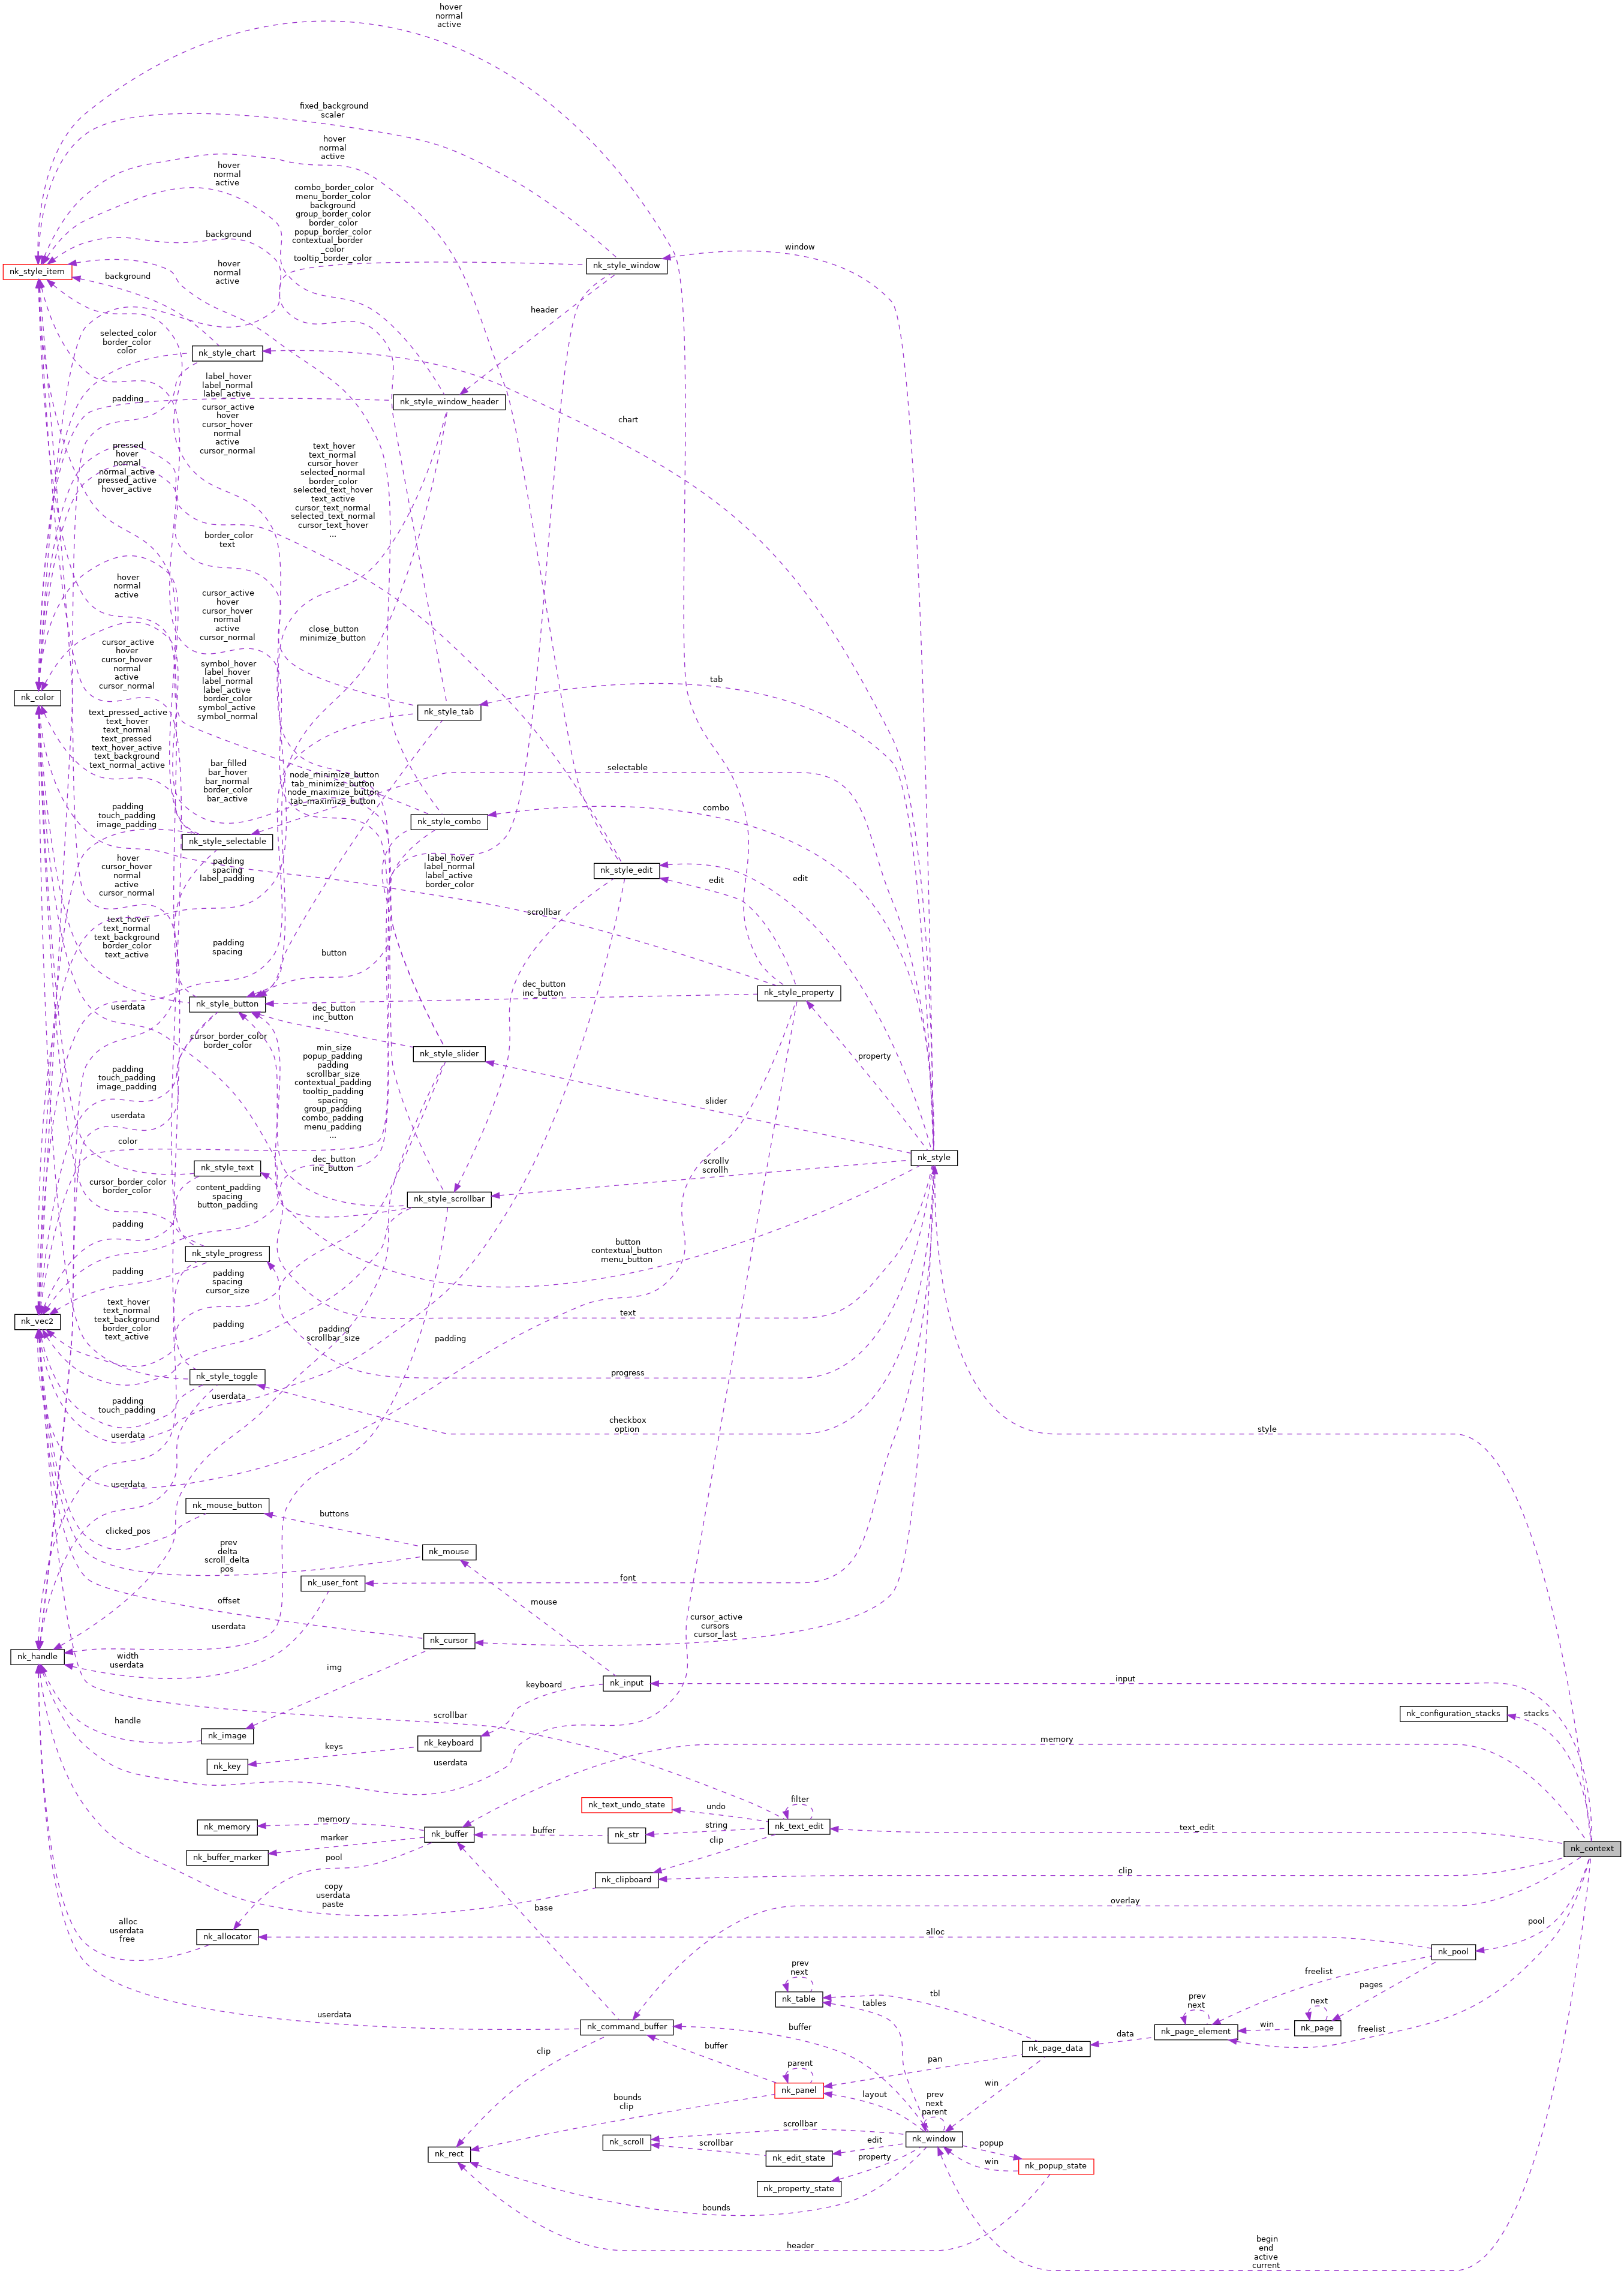 hover
normal
active
fixed_background
scaler
hover
normal
active
hover
normal
active
combo_border_color
menu_border_color
background
group_border_color
border_color
popup_border_color
contextual_border
_color
tooltip_border_color
background
window
nk_style_window
nk_style_item
background
hover
normal
active
header
selected_color
border_color
color
nk_style_chart
label_hover
label_normal
label_active
padding
nk_style_window_header
chart
cursor_active
hover
cursor_hover
normal
active
cursor_normal
pressed
hover
normal
normal_active
pressed_active
hover_active
text_hover
text_normal
cursor_hover
selected_normal
border_color
selected_text_hover
text_active
cursor_text_normal
selected_text_normal
cursor_text_hover
...
border_color
text
hover
normal
active
cursor_active
hover
cursor_hover
normal
active
cursor_normal
close_button
minimize_button
cursor_active
hover
cursor_hover
normal
active
cursor_normal
symbol_hover
label_hover
label_normal
label_active
border_color
symbol_active
symbol_normal
nk_color
tab
nk_style_tab
text_pressed_active
text_hover
text_normal
text_pressed
text_hover_active
text_background
text_normal_active
bar_filled
bar_hover
bar_normal
border_color
bar_active
node_minimize_button
tab_minimize_button
node_maximize_button
tab_maximize_button
selectable
padding
touch_padding
image_padding
combo
nk_style_combo
nk_style_selectable
hover
cursor_hover
normal
active
cursor_normal
padding
spacing
label_padding
label_hover
label_normal
label_active
border_color
nk_style_edit
edit
edit
scrollbar
text_hover
text_normal
text_background
border_color
text_active
padding
spacing
button
dec_button
inc_button
nk_style_property
userdata
nk_style_button
dec_button
inc_button
cursor_border_color
border_color
nk_style_slider
property
min_size
popup_padding
padding
scrollbar_size
contextual_padding
tooltip_padding
spacing
group_padding
combo_padding
menu_padding
...
padding
touch_padding
image_padding
slider
userdata
color
nk_style
nk_style_text
dec_button
inc_button
scrollv
scrollh
cursor_border_color
border_color
content_padding
spacing
button_padding
nk_style_scrollbar
padding
nk_style_progress
button
contextual_button
menu_button
padding
padding
spacing
cursor_size
text_hover
text_normal
text_background
border_color
text_active
nk_vec2
text
padding
padding
scrollbar_size
padding
nk_style_toggle
progress
userdata
padding
touch_padding
checkbox
option
userdata
style
userdata
nk_mouse_button
buttons
clicked_pos
prev
delta
scroll_delta
pos
nk_mouse
nk_user_font
font
offset
mouse
userdata
cursor_active
cursors
cursor_last
nk_cursor
nk_handle
width
userdata
img
keyboard
nk_input
input
handle
nk_image
scrollbar
nk_configuration_stacks
stacks
keys
nk_keyboard
nk_key
userdata
memory
filter
nk_text_undo_state
undo
nk_memory
memory
nk_buffer
buffer
nk_str
string
nk_text_edit
text_edit
marker
clip
nk_context
nk_buffer_marker
pool
nk_clipboard
clip
copy
userdata
paste
base
overlay
alloc
userdata
free
nk_allocator
alloc
pool
nk_pool
prev
next
freelist
pages
nk_table
tbl
tables
prev
next
next
userdata
nk_command_buffer
buffer
nk_page_element
win
nk_page
freelist
data
buffer
nk_page_data
clip
parent
pan
nk_panel
layout
win
bounds
clip
prev
next
parent
scrollbar
nk_scroll
nk_window
popup
nk_rect
scrollbar
edit
nk_edit_state
win
nk_popup_state
property
nk_property_state
bounds
header
begin
end
active
current